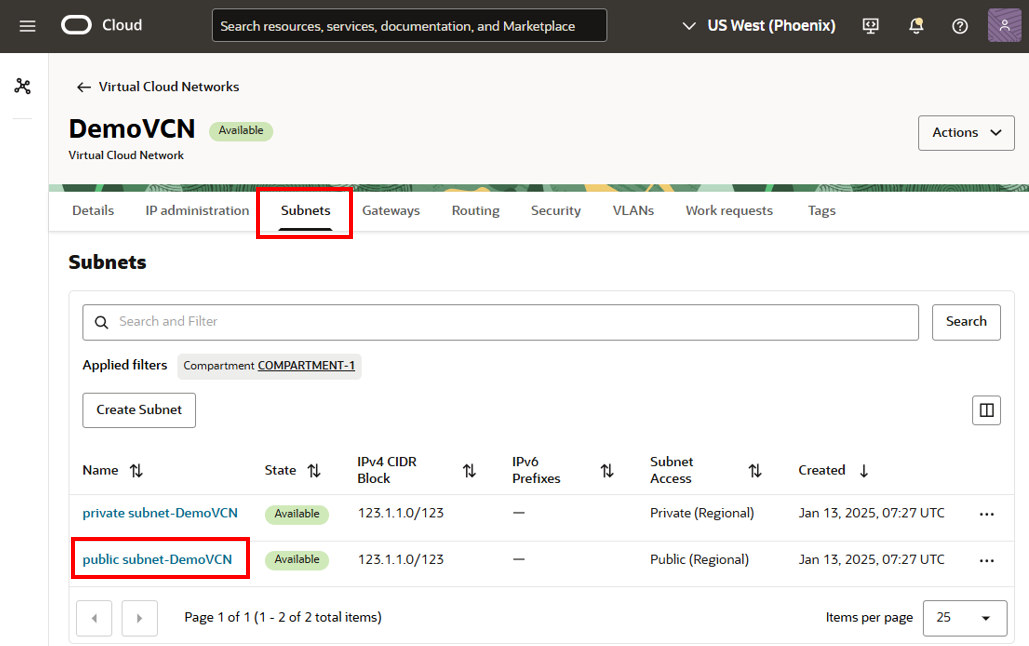 Cloud
Search resources, services, documentation, and Marketplace
US West (Phoenix)
Virtual Cloud Networks
DemoVCN Available
Virtual Cloud Network
Actions
Details IP administration Subnets Gateways Routing Security VLANs Work requests Tags
Subnets
Search and Filter
Search
Applied filters Compartment COMPARTMENT-1
Create Subnet
Name State IPv4 CIDR Block IPv6 Prefixes Subnet Access Created
private subnet-DemoVCN Available 123.1.1.0/123 — Private (Regional) Jan 13, 2025, 07:27 UTC
public subnet-DemoVCN Available 123.1.1.0/123 — Public (Regional) Jan 13, 2025, 07:27 UTC
Page 1 of 1 (1 - 2 of 2 total items) Items per page 25